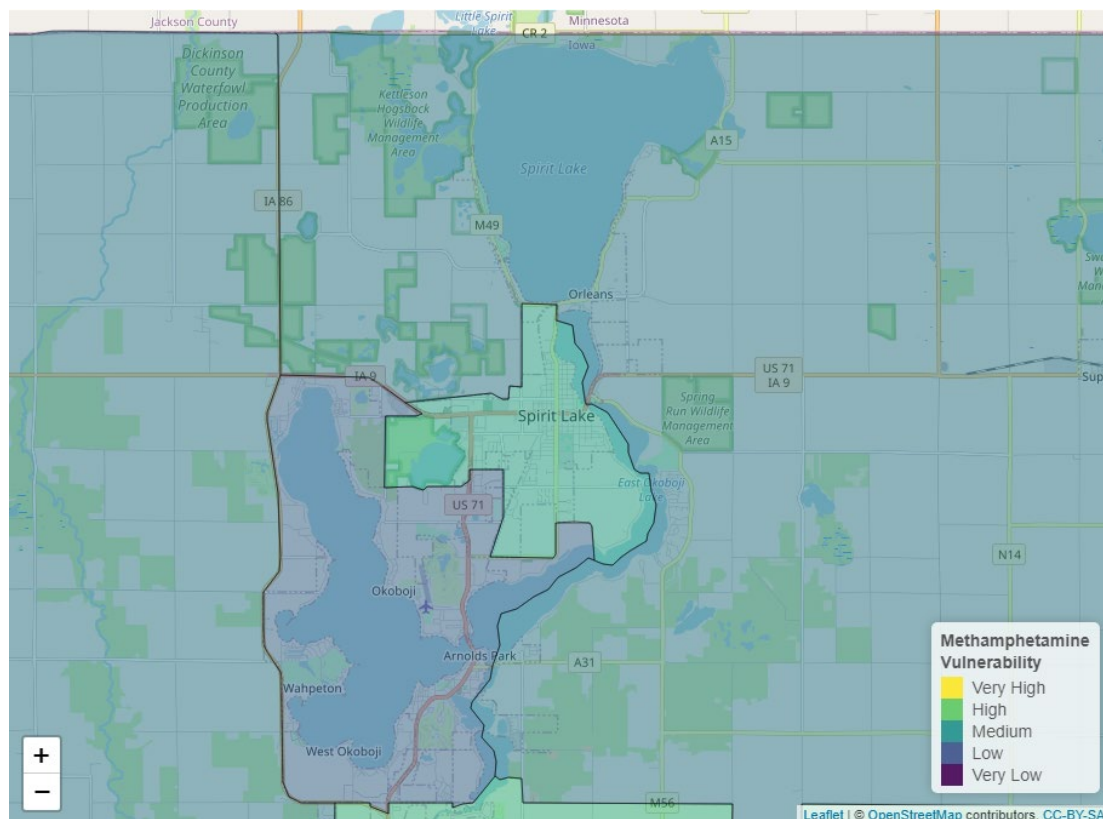 Jackson County
Little Spirit
Lake
Minnesota
CR 2
Iowa
Dickinson
County
Waterfowl
Production
Area
Kettleson
Hogsback
Wildlife
Management
Area
A15
Spirit Lake
IA 86
M49
Orleans
US 71
IA 9
IA 9
Sup
Spirit Lake
Spring
Run Wildlife
Management
Area
East Okoboji
Lake
US 71
N14
Okoboji
Arnolds Park
A31
Wahpeton
West Okoboji
M56
Methamphetamine
Vulnerability
Very High
High
Medium
Low
Very Low
+
−
Leaflet | © OpenStreetMap contributors, CC-BY-SA